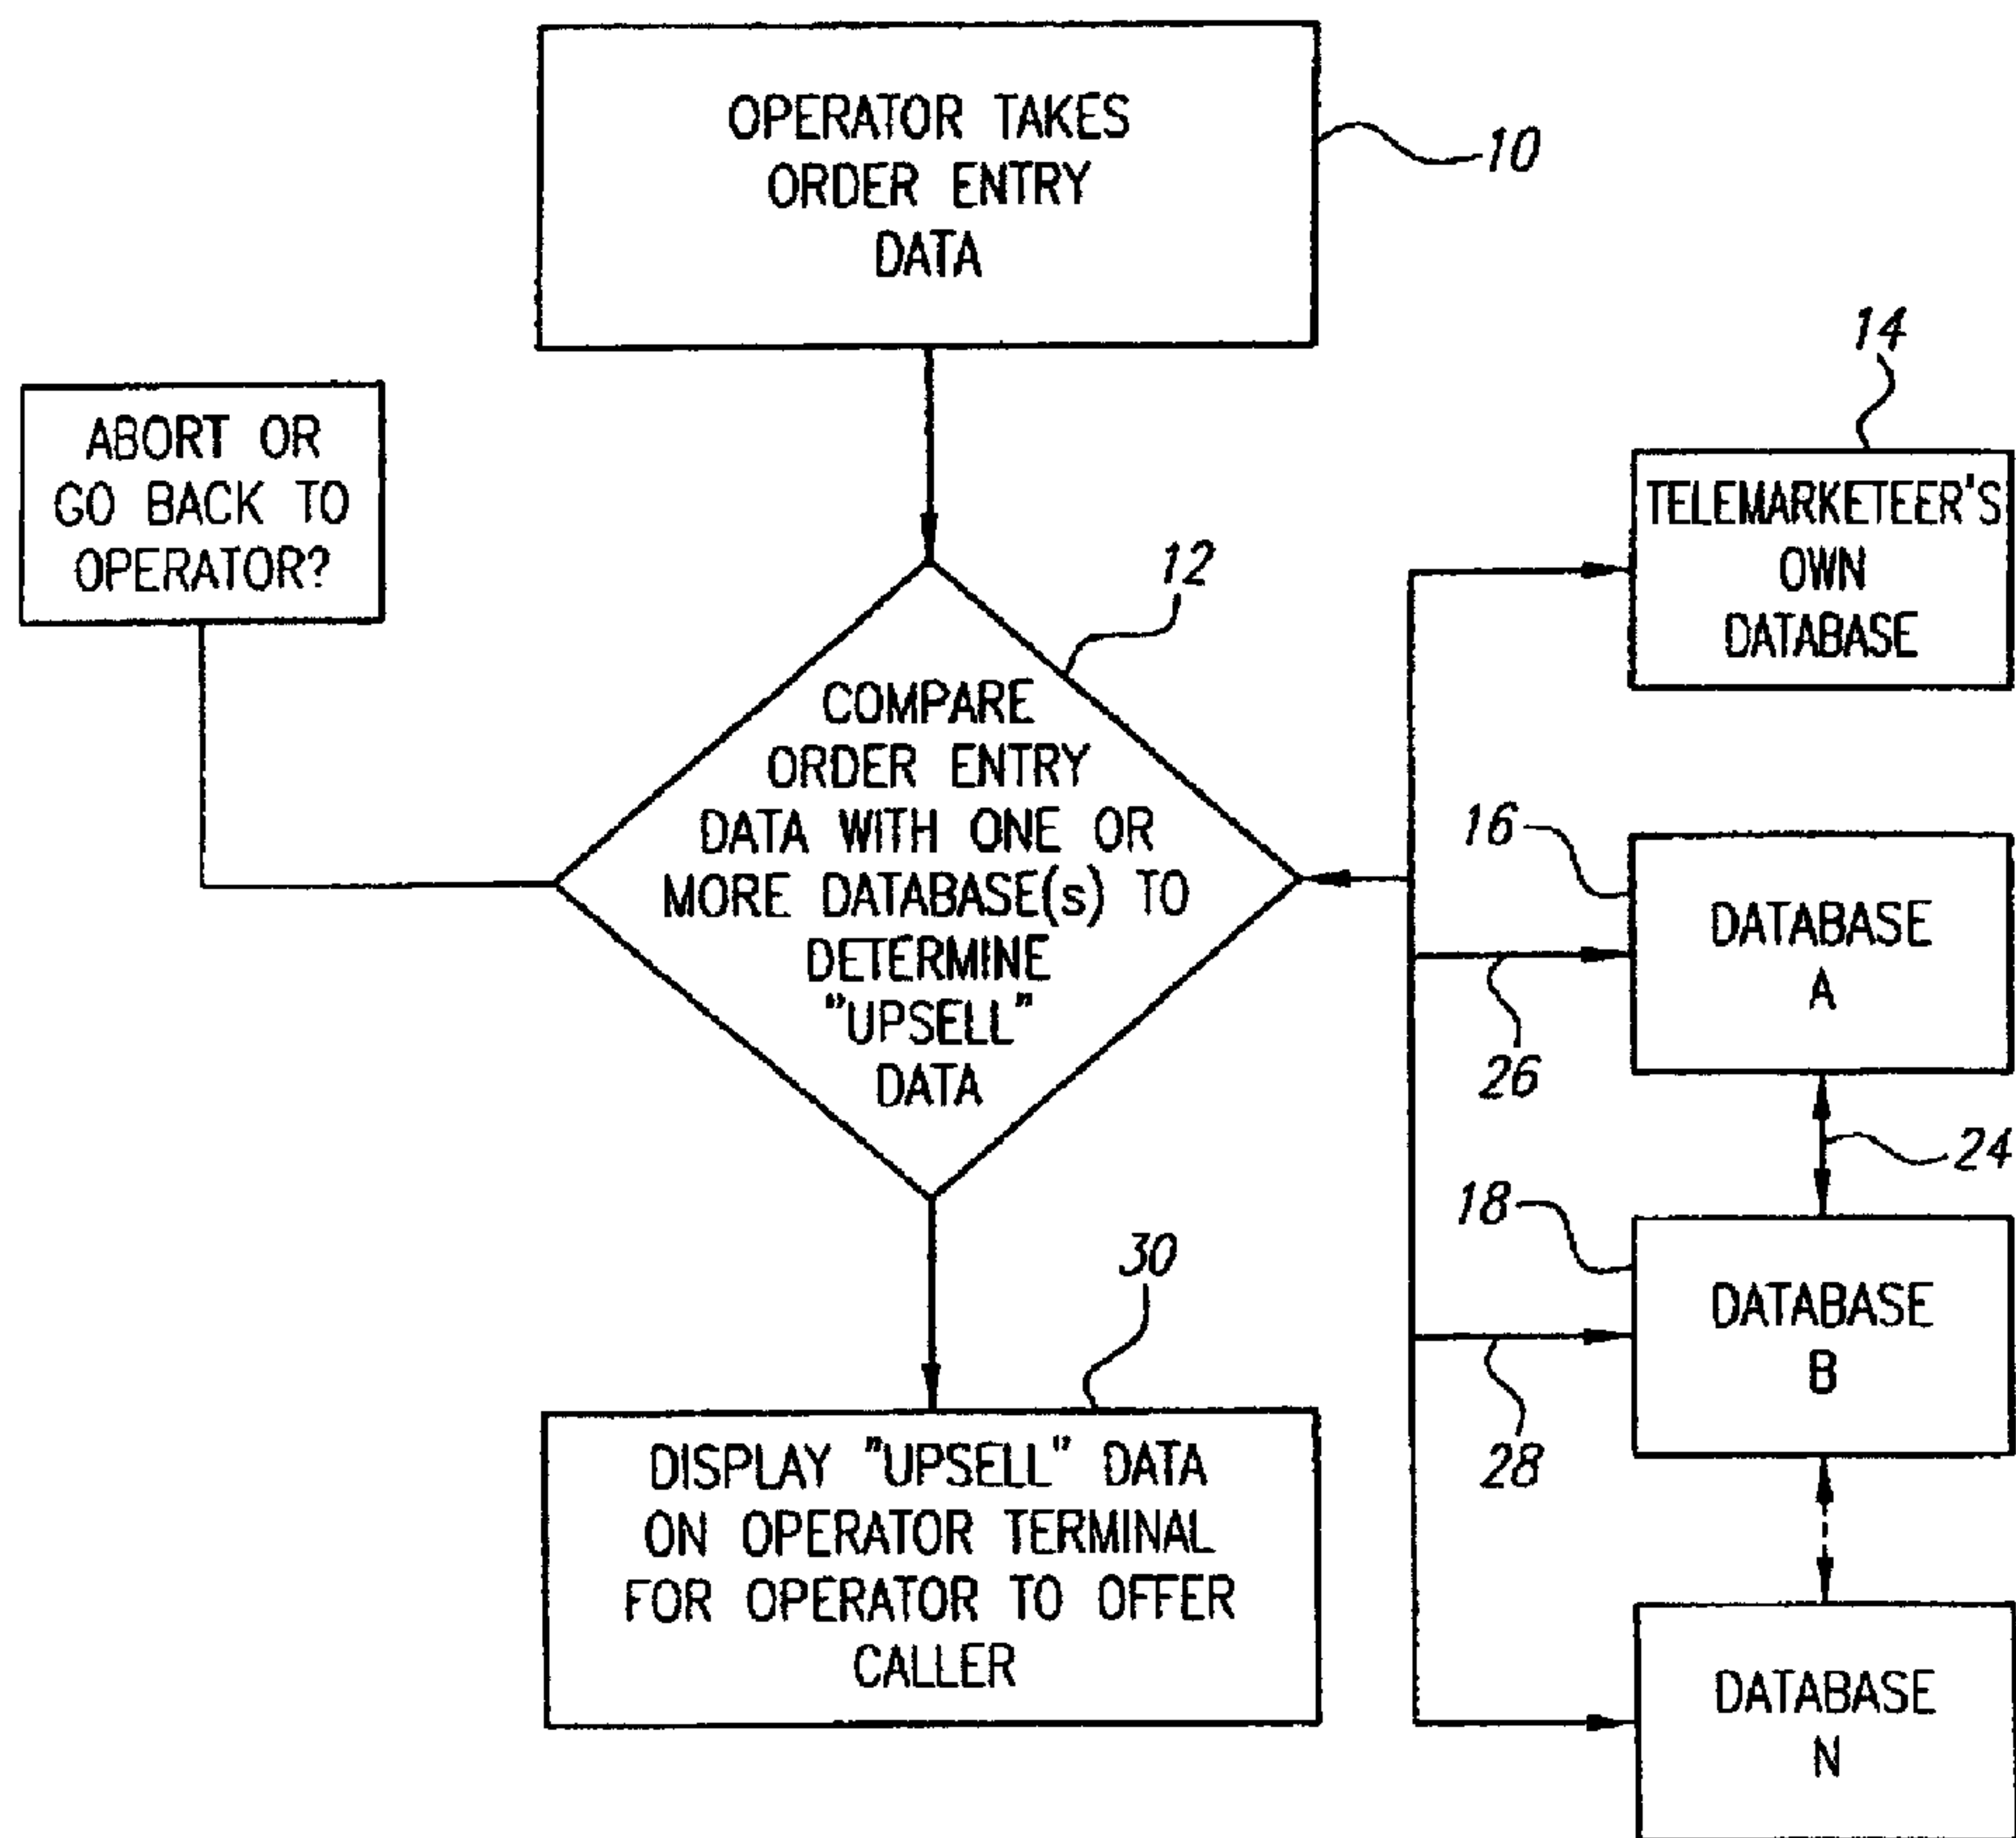 OPERATOR TAKES
ORDER ENTRY
DATA
10
ABORT OR
GO BACK TO
OPERATOR?
12
COMPARE
ORDER ENTRY
DATA WITH ONE OR
MORE DATABASE(s) TO
DETERMINE
"UPSELL"
DATA
14
TELEMARKETEER'S
OWN
DATABASE
16
DATABASE
A
26
24
18
DATABASE
B
28
30
DISPLAY "UPSELL" DATA
ON OPERATOR TERMINAL
FOR OPERATOR TO OFFER
CALLER
DATABASE
N